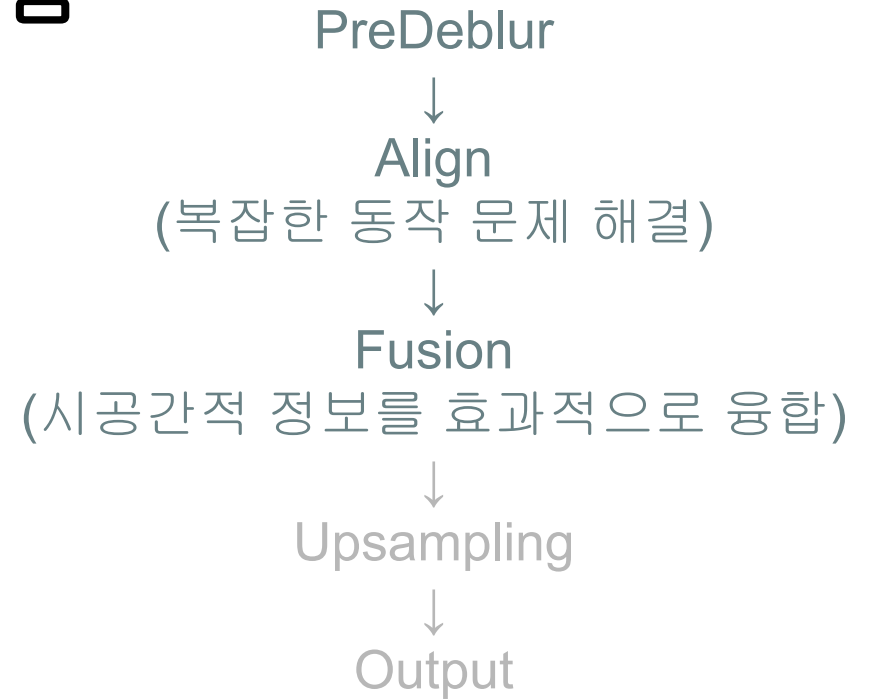 PreDeblur
↓
Align
(복잡한 동작 문제 해결)
↓
Fusion
(시공간적 정보를 효과적으로 융합)
↓
Upsampling
↓
Output